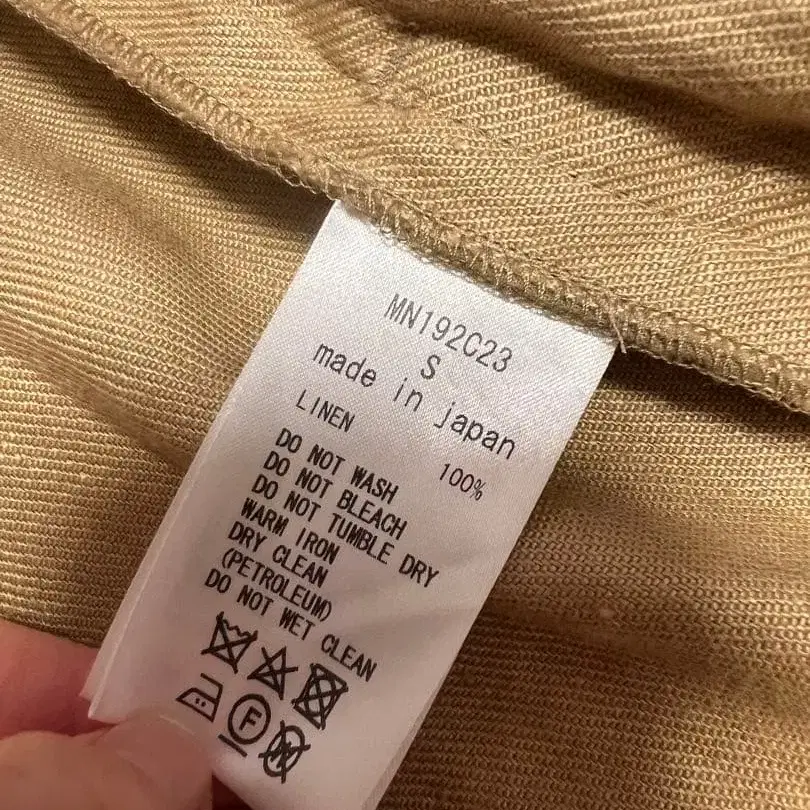 MN192C23
S
made in japan
LINEN 100%
DO NOT WASH
DO NOT BLEACH
DO NOT TUMBLE DRY
WARM IRON
DRY CLEAN
(PETROLEUM)
DO NOT WET CLEAN
F
W